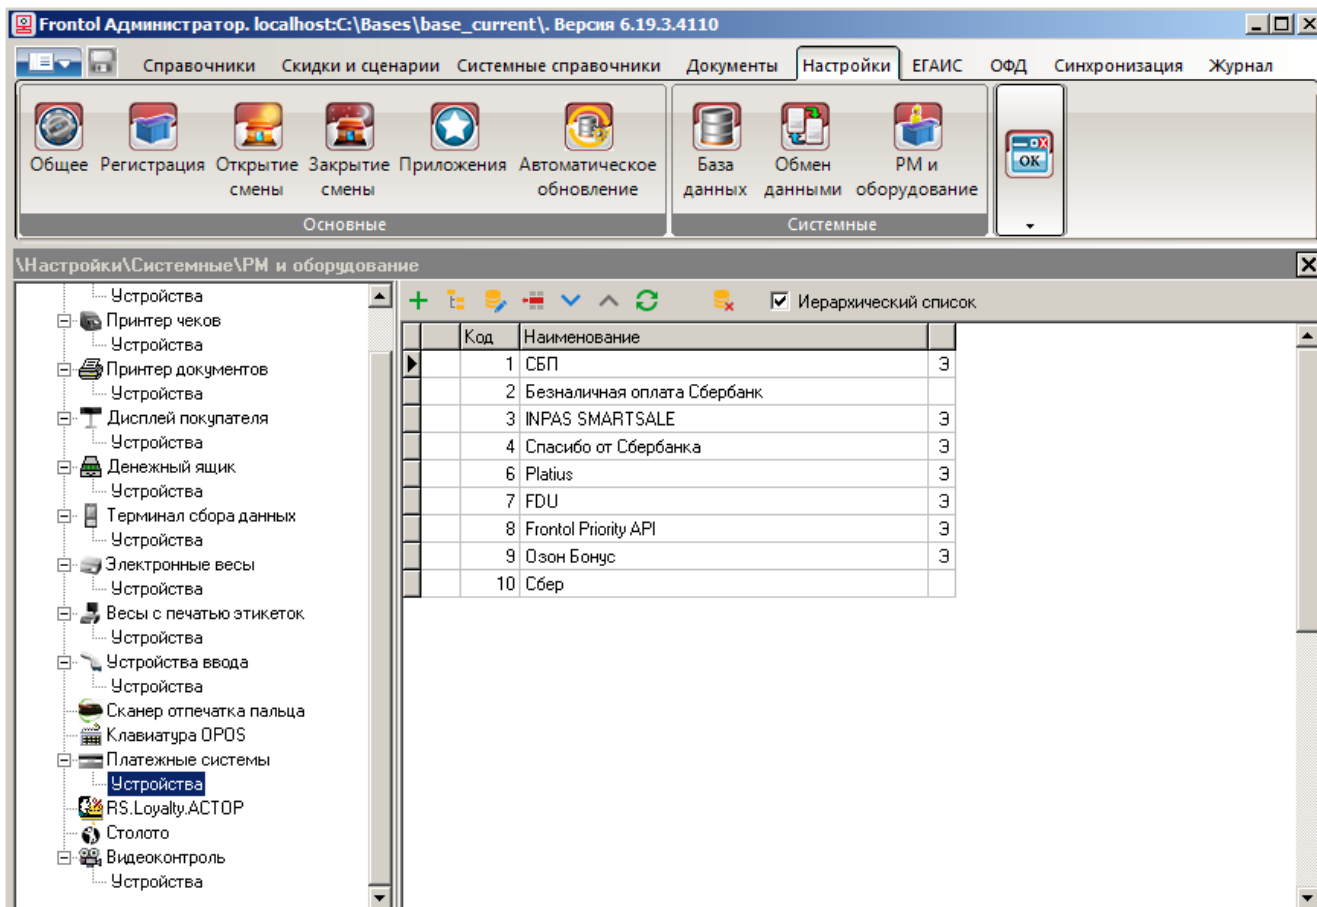 Frontol Администратор. localhost:C:\Bases\base_current\. Версия 6.19.3.4110
Справочники Скидки и сценарии Системные справочники Документы Настройки ЕГАИС ОФД Синхронизация Журнал
Общее Регистрация Открытие смены Закрытие смены Приложения Автоматическое обновление База данных Обмен данными РМ и оборудование OK
Основные Системные
\Настройки\Системные\РМ и оборудование
Иерархический список
Устройства
Принтер чеков
Устройства
Принтер документов
Устройства
Дисплей покупателя
Устройства
Денежный ящик
Устройства
Терминал сбора данных
Устройства
Электронные весы
Устройства
Весы с печатью этикеток
Устройства
Устройства ввода
Устройства
Сканер отпечатка пальца
Клавиатура OPOS
Платежные системы
Устройства
RS.Loyalty.ACTOP
Столото
Видеоконтроль
Устройства
Код Наименование
1 СБП Э
2 Безналичная оплата Сбербанк
3 INPAS SMARTSALE Э
4 Спасибо от Сбербанка Э
6 Platius Э
7 FDU Э
8 Frontol Priority API Э
9 Озон Бонус Э
10 Сбер